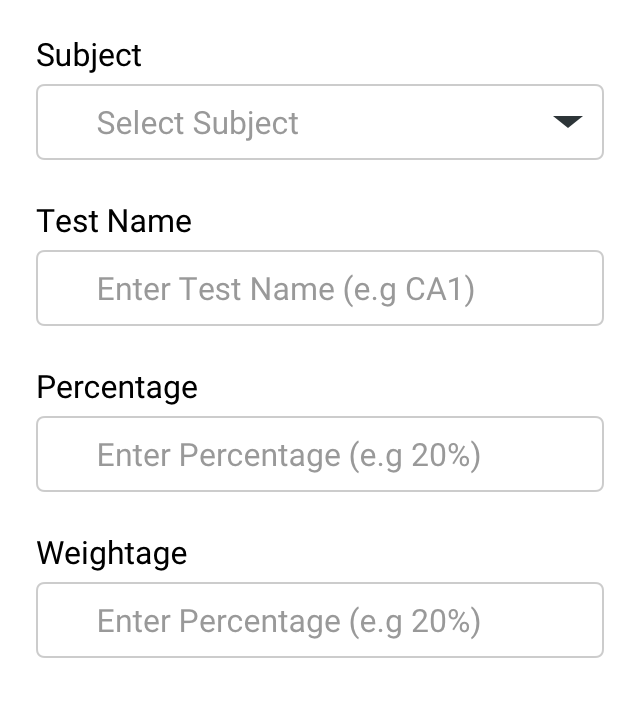 Subject
Select Subject
Test Name
Enter Test Name (e.g CA1)
Percentage
Enter Percentage (e.g 20%)
Weightage
Enter Percentage (e.g 20%)